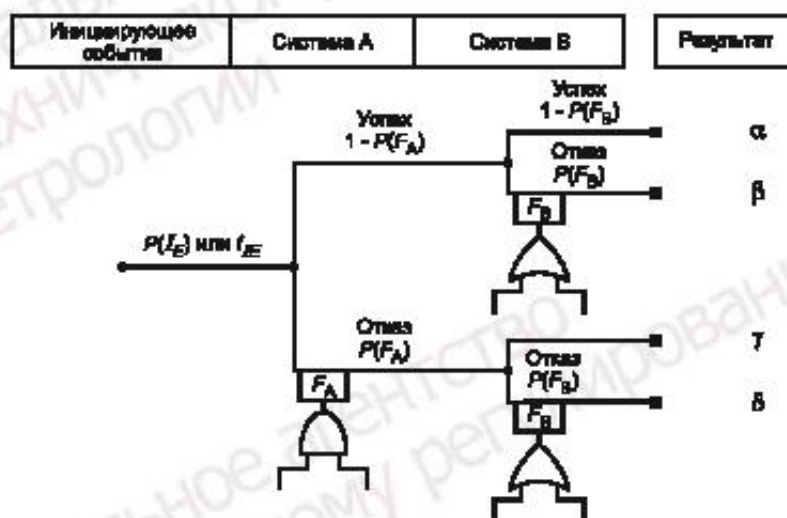 Инициирующее событие
Система А
Система В
Результат
Успех
1 - P(F_A)
Успех
1 - P(F_B)
α
Отказ
P(F_B)
β
F_B
P(I_E) или f_IE
Отказ
P(F_A)
F_A
γ
Отказ
P(F_B)
δ
F_B